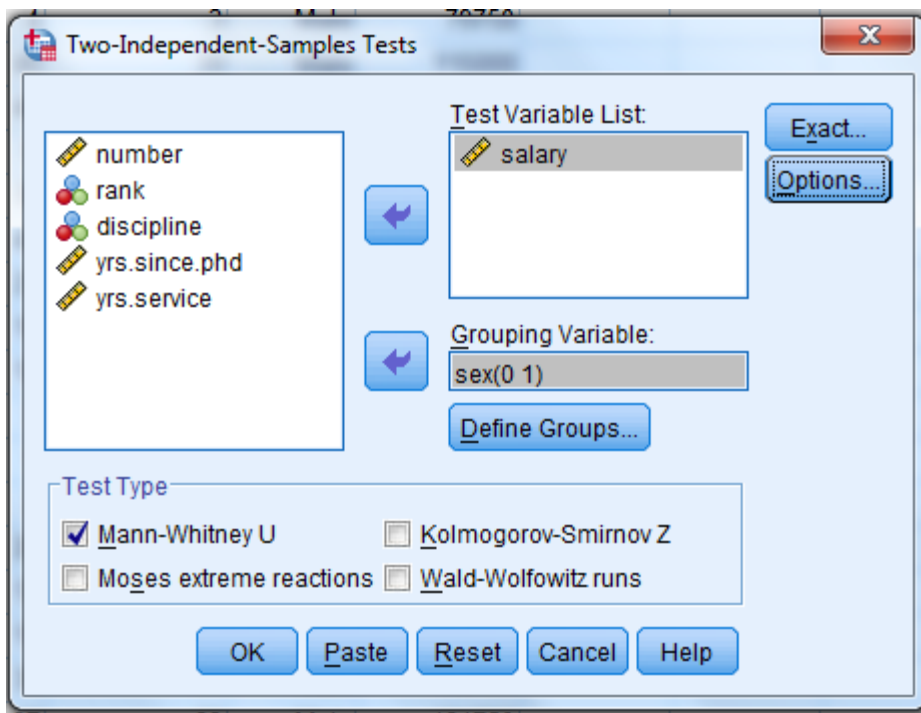 Two-Independent-Samples Tests
number
rank
discipline
yrs.since.phd
yrs.service
Test Variable List:
salary
Exact...
Options...
Grouping Variable:
sex(0 1)
Define Groups...
Test Type
Mann-Whitney U
Kolmogorov-Smirnov Z
Moses extreme reactions
Wald-Wolfowitz runs
OK
Paste
Reset
Cancel
Help